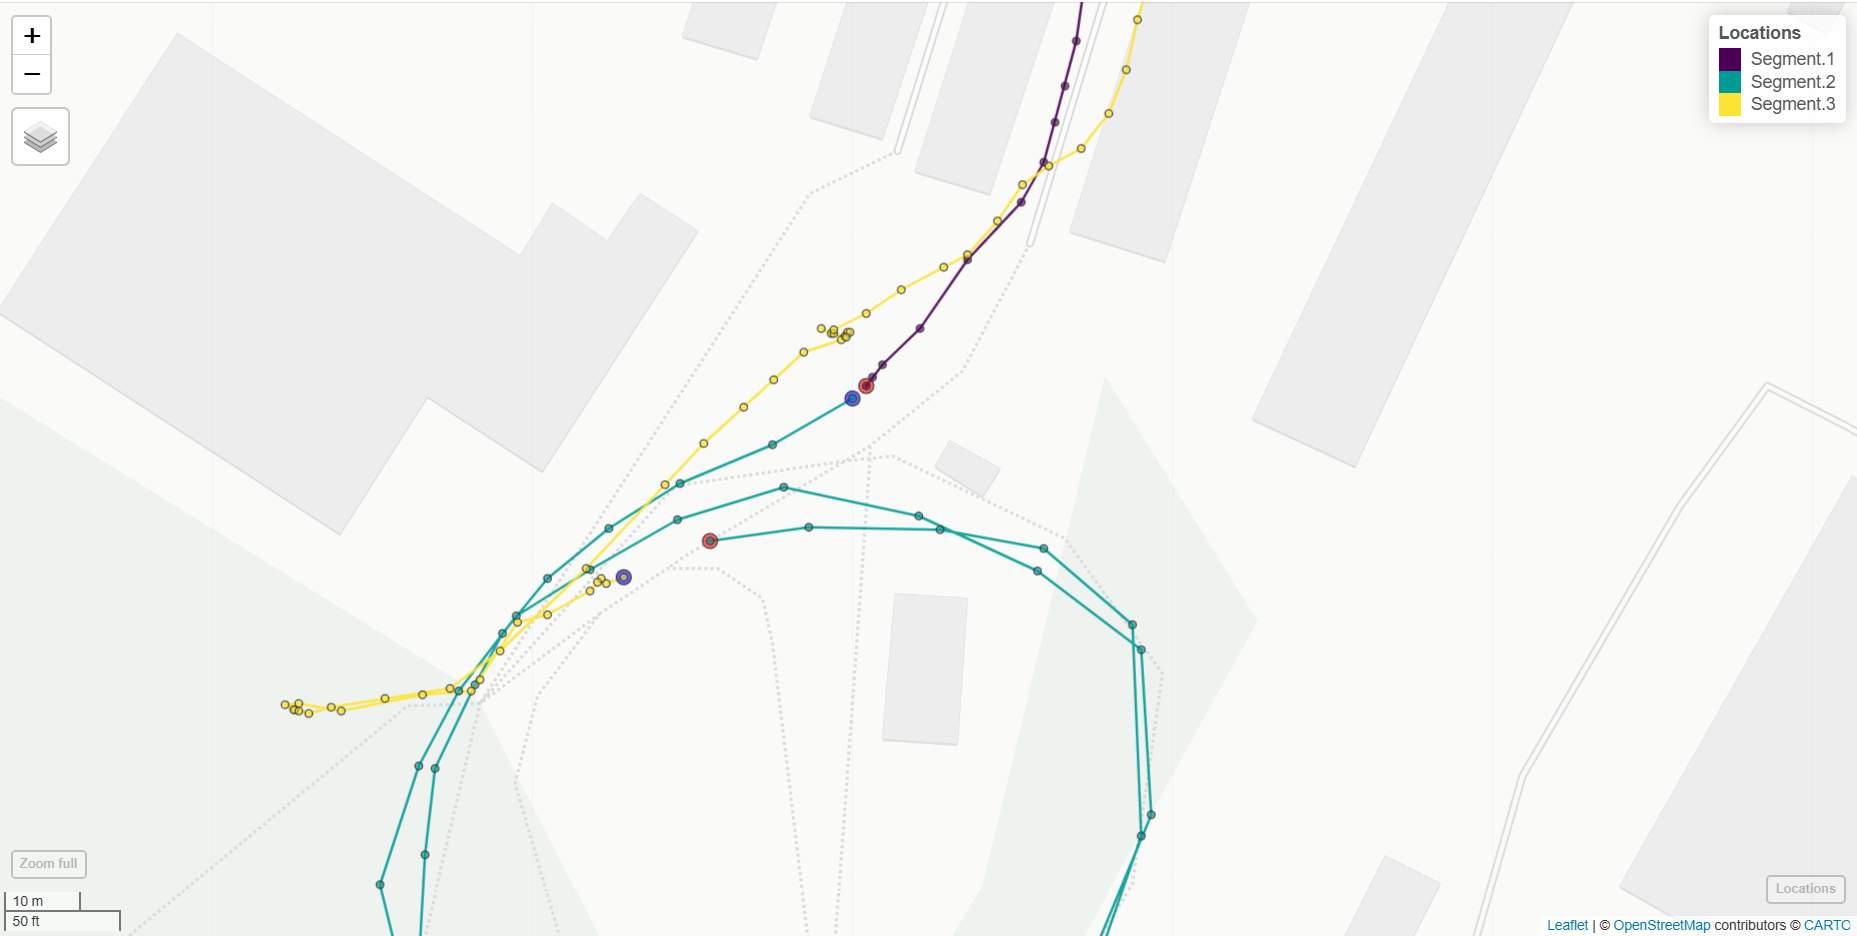 +
−
Locations
Segment.1
Segment.2
Segment.3
Zoom full
10 m
50 ft
Locations
Leaflet | © OpenStreetMap contributors © CARTO